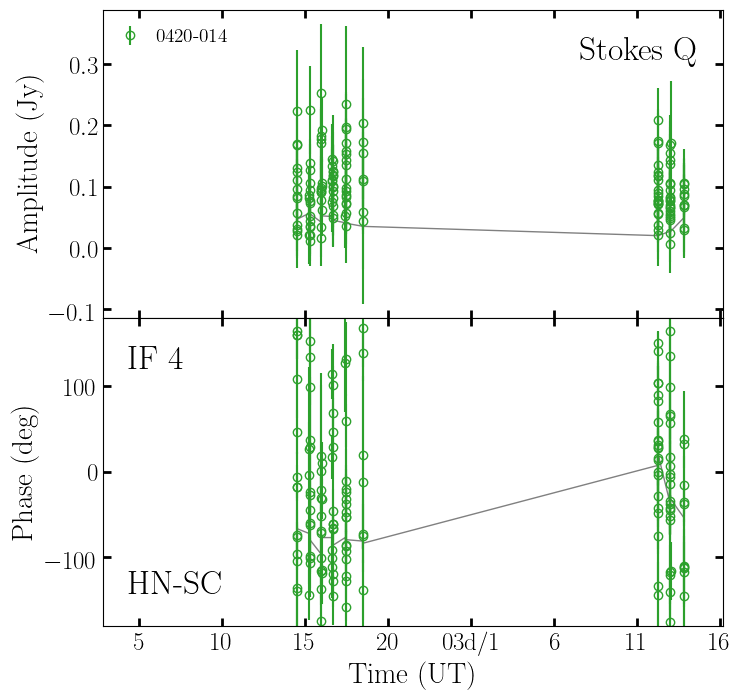 0420-014
Stokes Q
Amplitude (Jy)
0.3
0.2
0.1
0.0
−0.1
IF 4
Phase (deg)
100
0
−100
HN-SC
5 10 15 20 03d/1 6 11 16
Time (UT)